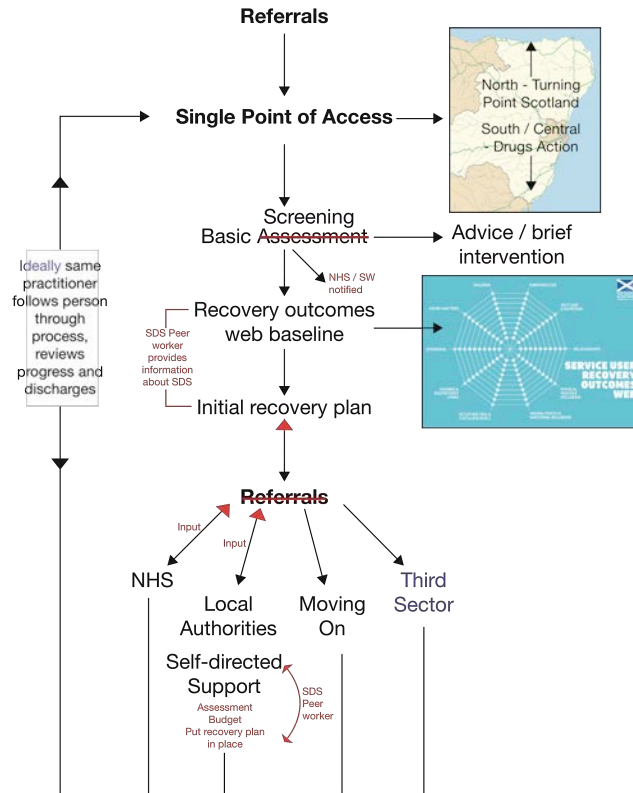 Referrals
Single Point of Access
North - Turning
Point Scotland
South / Central
- Drugs Action
Screening
Basic Assessment
Advice / brief
intervention
NHS / SW
notified
Ideally same
practitioner
follows person
through
process,
reviews
progress and
discharges
Recovery outcomes
web baseline
SDS Peer
worker
provides
information
about SDS
SERVICE USER
RECOVERY
OUTCOMES
WEB
Initial recovery plan
Referrals
Input
Input
NHS
Local
Authorities
Moving
On
Third
Sector
Self-directed
Support
Assessment
Budget
Put recovery plan
in place
SDS
Peer
worker